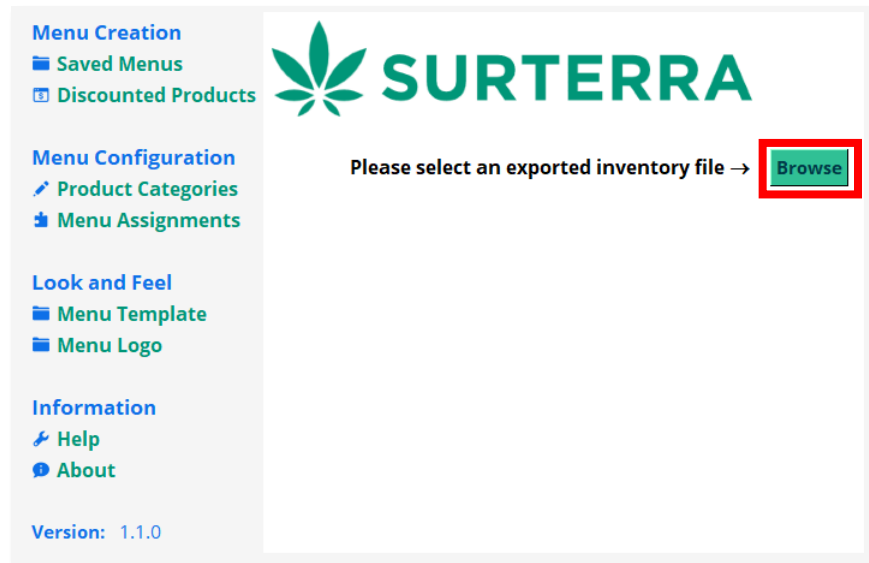 Menu Creation
Saved Menus
Discounted Products
Menu Configuration
Product Categories
Menu Assignments
Look and Feel
Menu Template
Menu Logo
Information
Help
About
Version: 1.1.0
SURTERRA
Please select an exported inventory file → Browse